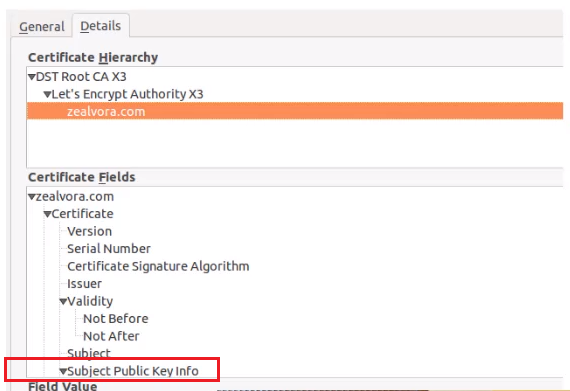 General Details
Certificate Hierarchy
DST Root CA X3
Let's Encrypt Authority X3
zealvora.com
Certificate Fields
zealvora.com
Certificate
Version
Serial Number
Certificate Signature Algorithm
Issuer
Validity
Not Before
Not After
Subject
Subject Public Key Info
Field Value